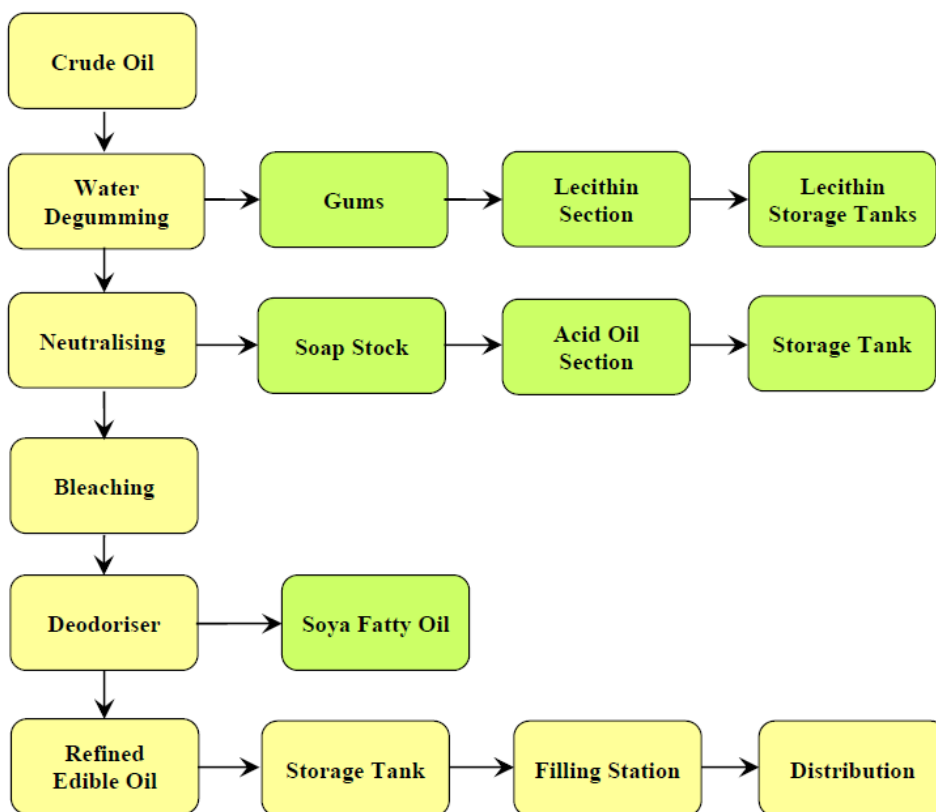 Crude Oil
Water
Degumming
Gums
Lecithin
Section
Lecithin
Storage Tanks
Neutralising
Soap Stock
Acid Oil
Section
Storage Tank
Bleaching
Deodoriser
Soya Fatty Oil
Refined
Edible Oil
Storage Tank
Filling Station
Distribution